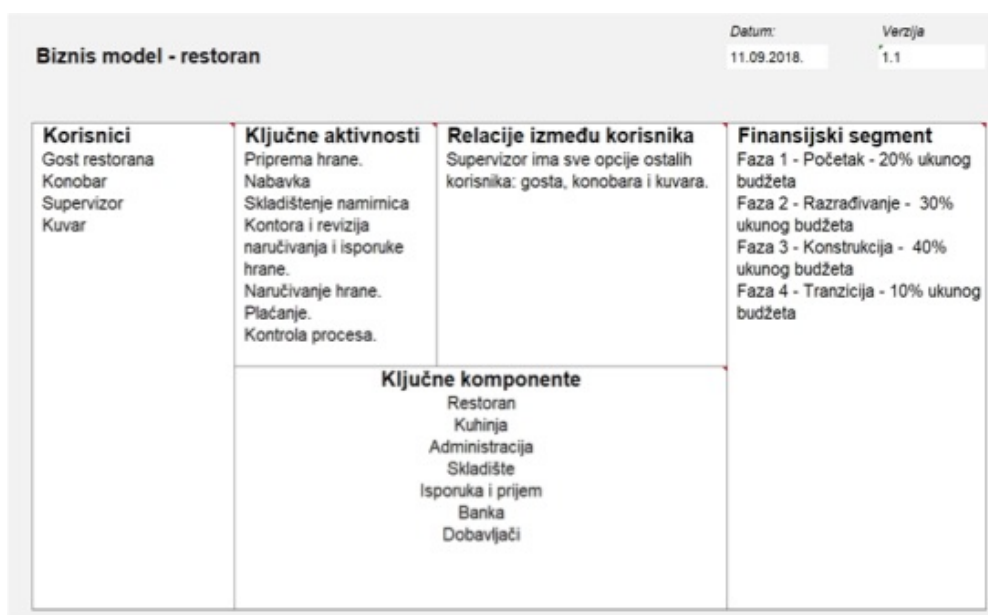 Biznis model - restoran
Datum:
11.09.2018.
Verzija
1.1
Korisnici
Gost restorana
Konobar
Supervizor
Kuvar
Ključne aktivnosti
Priprema hrane.
Nabavka
Skladištenje namirnica
Kontora i revizija
naručivanja i isporuke
hrane.
Naručivanje hrane.
Plaćanje.
Kontrola procesa.
Relacije između korisnika
Supervizor ima sve opcije ostalih
korisnika: gosta, konobara i kuvara.
Finansijski segment
Faza 1 - Početak - 20% ukunog
budžeta
Faza 2 - Razrađivanje - 30%
ukunog budžeta
Faza 3 - Konstrukcija - 40%
ukunog budžeta
Faza 4 - Tranzicija - 10% ukunog
budžeta
Ključne komponente
Restoran
Kuhinja
Administracija
Skladište
Isporuka i prijem
Banka
Dobavljači